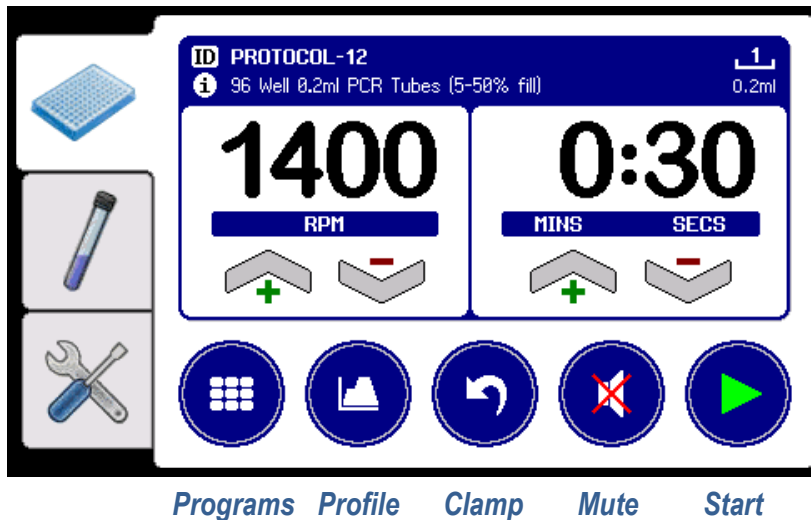 ID PROTOCOL-12 1
i 96 Well 0.2ml PCR Tubes (5-50% fill) 0.2ml
1400 0:30
RPM MINS SECS
+ - + -
Programs Profile Clamp Mute Start